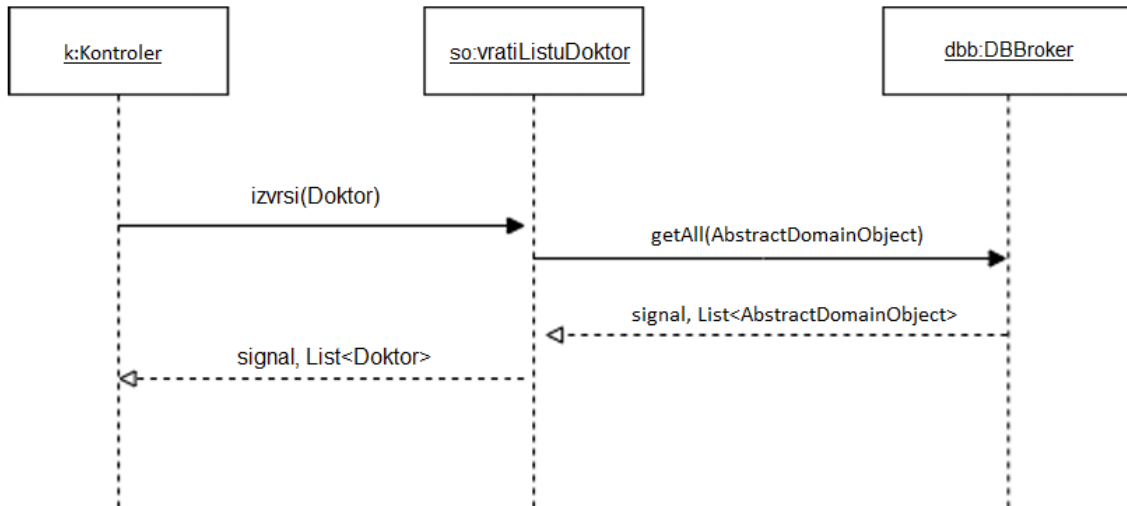 k:Kontroler
so:vratiListuDoktor
dbb:DBBroker
izvrsi(Doktor)
getAll(AbstractDomainObject)
signal, List<AbstractDomainObject>
signal, List<Doktor>